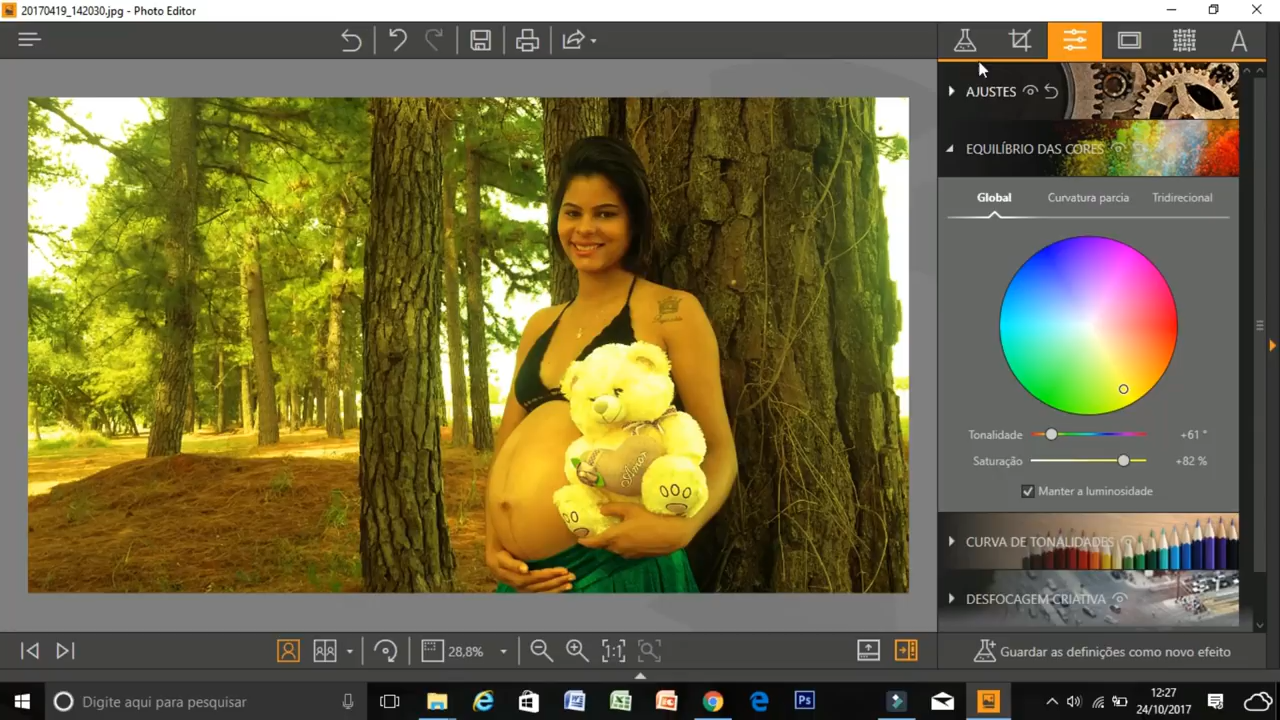 20170419_142030.jpg - Photo Editor
AJUSTES
EQUILÍBRIO DAS CORES
Global Curvatura parcia Tridirecional
Tonalidade +61 °
Saturação +82 %
Manter a luminosidade
CURVA DE TONALIDADES
DESFOCAGEM CRIATIVA
Amor
28,8%
Guardar as definições como novo efeito
Digite aqui para pesquisar
12:27
24/10/2017